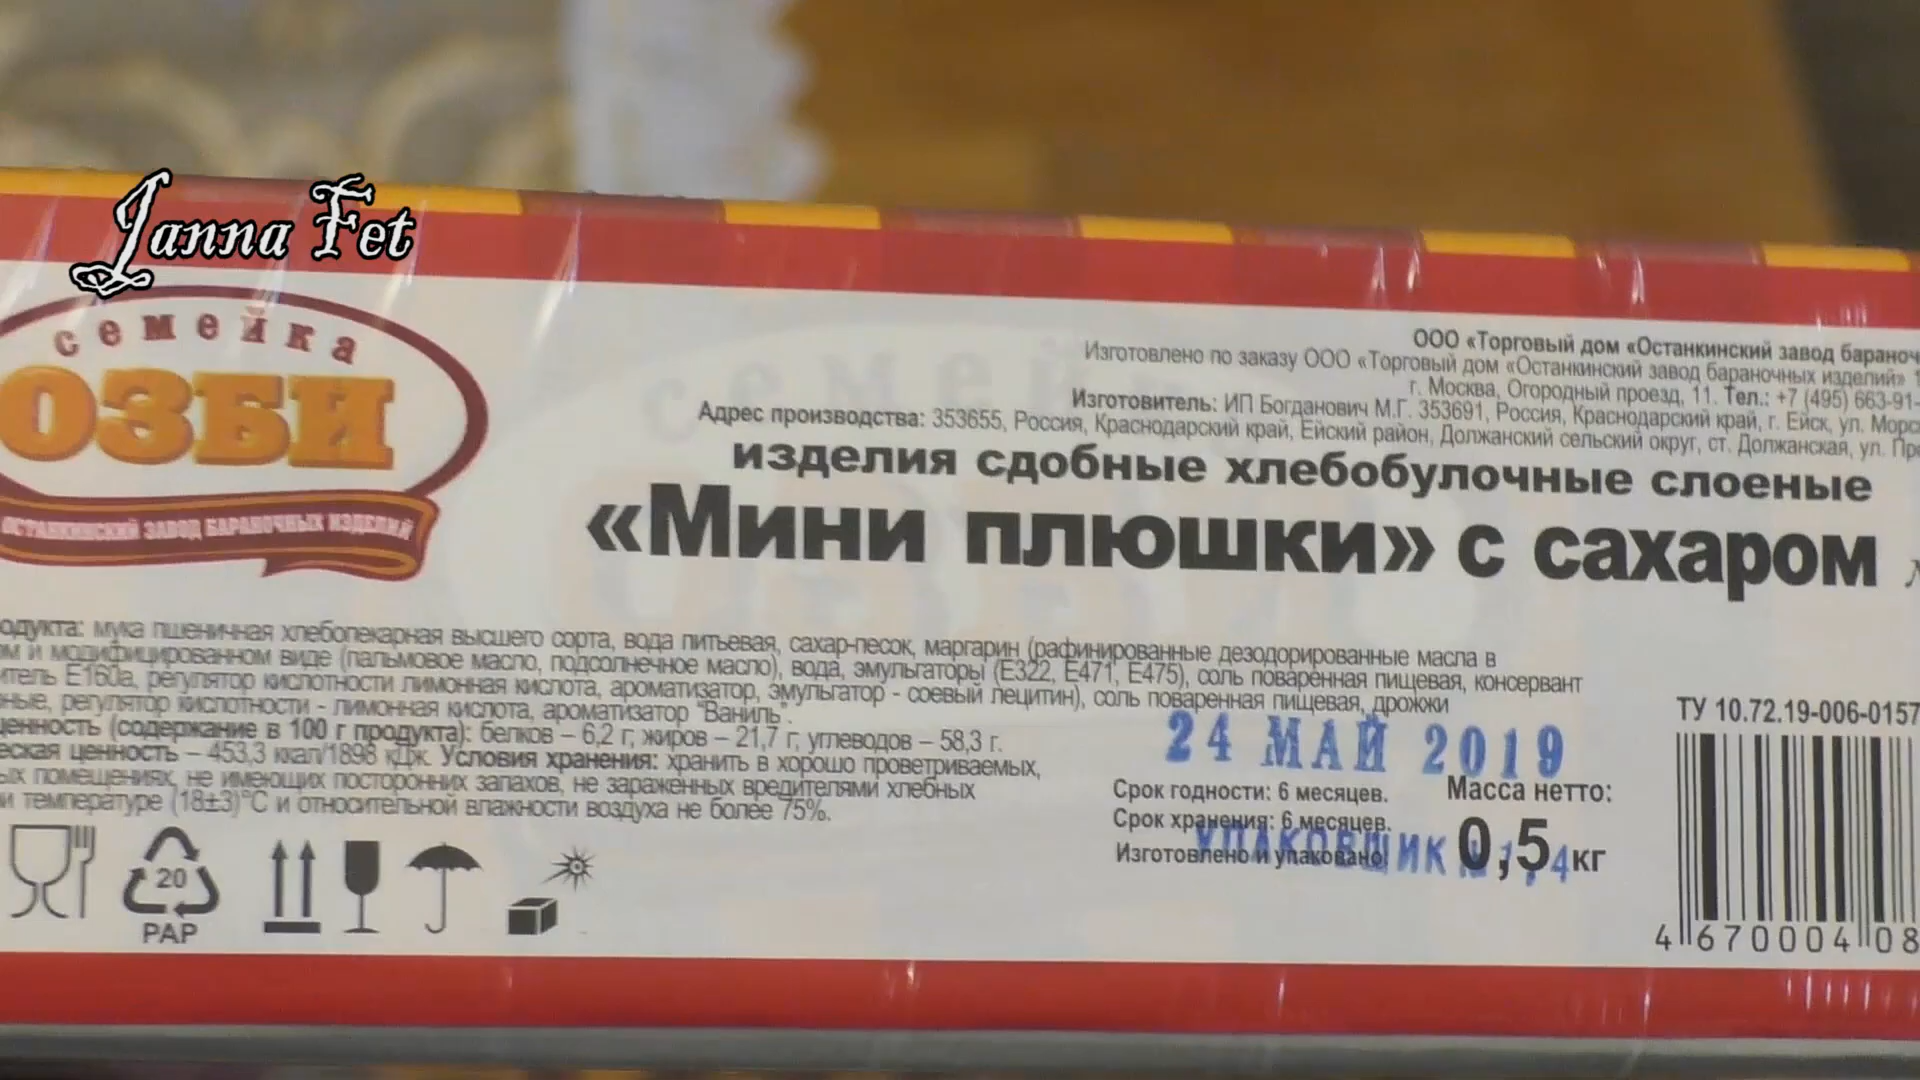 Janna Fet
семейка
ОЗБИ
ОСТАНКИНСКИЙ ЗАВОД БАРАНОЧНЫХ ИЗДЕЛИЙ
ООО «Торговый дом «Останкинский завод бараноч
Изготовлено по заказу ООО «Торговый дом «Останкинский завод бараночных изделий» 1
г. Москва, Огородный проезд, 11. Тел.: +7 (495) 663-91-
Изготовитель: ИП Богданович М.Г. 353691, Россия, Краснодарский край, г. Ейск, ул. Морс
Адрес производства: 353655, Россия, Краснодарский край, Ейский район, Должанский сельский округ, ст. Должанская, ул. Пр
изделия сдобные хлебобулочные слоеные
«Мини плюшки» с сахаром
одукта: мука пшеничная хлебопекарная высшего сорта, вода питьевая, сахар-песок, маргарин (рафинированные дезодорированные масла в
ом и модифицированном виде (пальмовое масло, подсолнечное масло), вода, эмульгаторы (Е322, Е471, Е475), соль поваренная пищевая, консервант
итель Е160а, регулятор кислотности лимонная кислота, ароматизатор, эмульгатор - соевый лецитин), соль поваренная пищевая, дрожжи
ные, регулятор кислотности - лимонная кислота, ароматизатор "Ваниль".
ценность (содержание в 100 г продукта): белков – 6,2 г, жиров – 21,7 г, углеводов – 58,3 г.
еская ценность – 453,3 ккал/1898 кДж. Условия хранения: хранить в хорошо проветриваемых,
ых помещениях, не имеющих посторонних запахов, не зараженных вредителями хлебных
и температуре (18±3)°С и относительной влажности воздуха не более 75%.
24 МАЙ 2019
Срок годности: 6 месяцев.
Срок хранения: 6 месяцев.
Изготовлено и упаковано:
УПАКОВЩИК
Масса нетто:
0,5 кг
ТУ 10.72.19-006-0157
4 670004 08
20
PAP